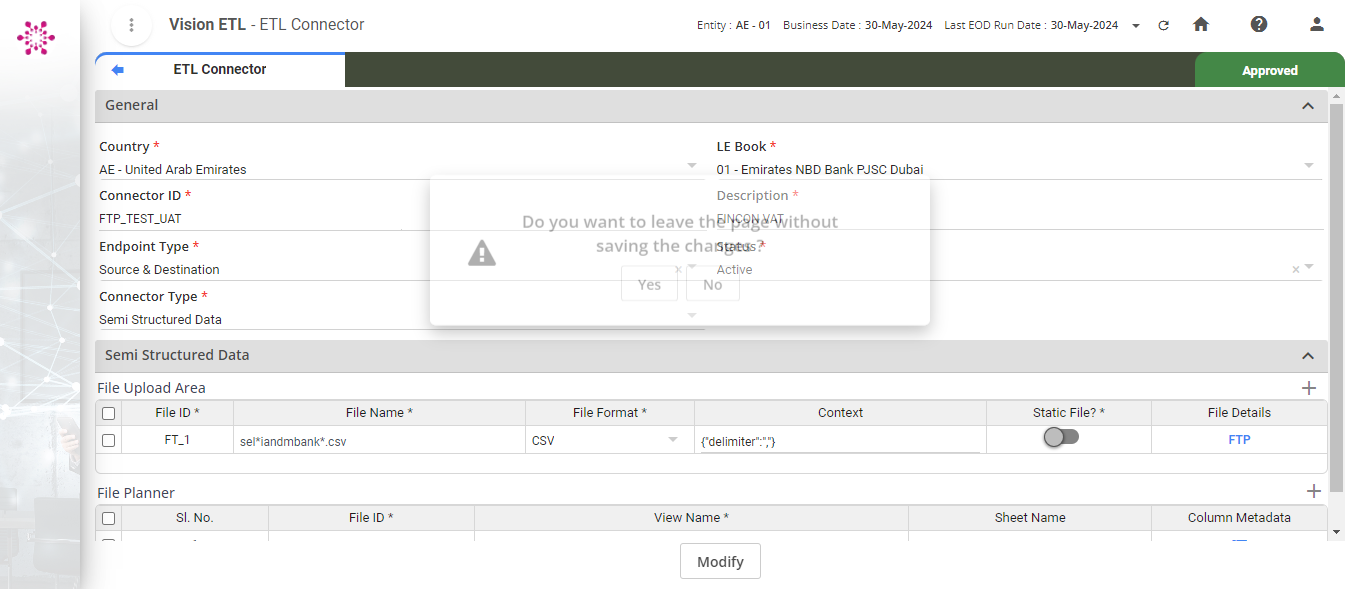 Vision ETL - ETL Connector
Entity : AE - 01 Business Date : 30-May-2024 Last EOD Run Date : 30-May-2024
ETL Connector
Approved
General
Country *
LE Book *
AE - United Arab Emirates
01 - Emirates NBD Bank PJSC Dubai
Connector ID *
Description *
FTP_TEST_UAT
FINCON VAT
Endpoint Type *
Status *
Source & Destination
Active
Connector Type *
Semi Structured Data
Do you want to leave the page without
saving the changes ?
Yes No
Semi Structured Data
File Upload Area
File ID * File Name * File Format * Context Static File? * File Details
FT_1 sel*iandmbank*.csv CSV {"delimiter":","} FTP
File Planner
Sl. No. File ID * View Name * Sheet Name Column Metadata
Modify